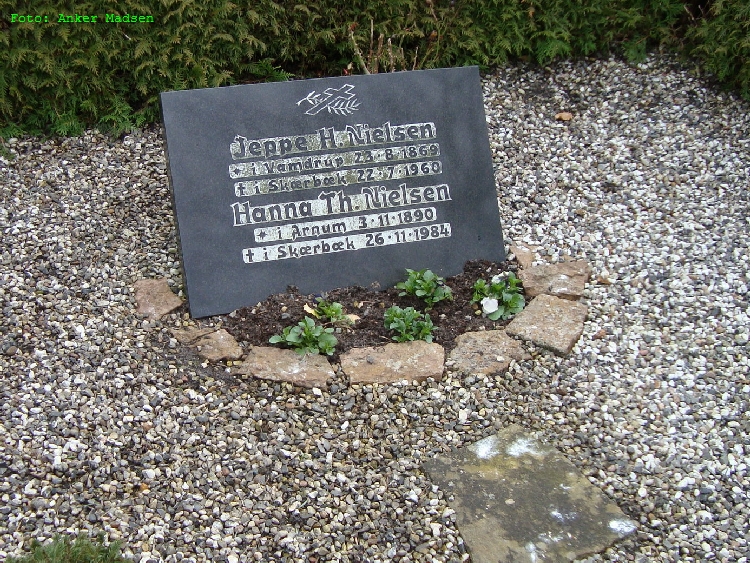 Foto: Anker Madsen
Jeppe H. Nielsen
* i Vamdrup 23·8·1869
† i Skærbæk 22·7·1960
Hanna Th. Nielsen
* i Arnum 3·11·1890
† i Skærbæk 26·11·1984